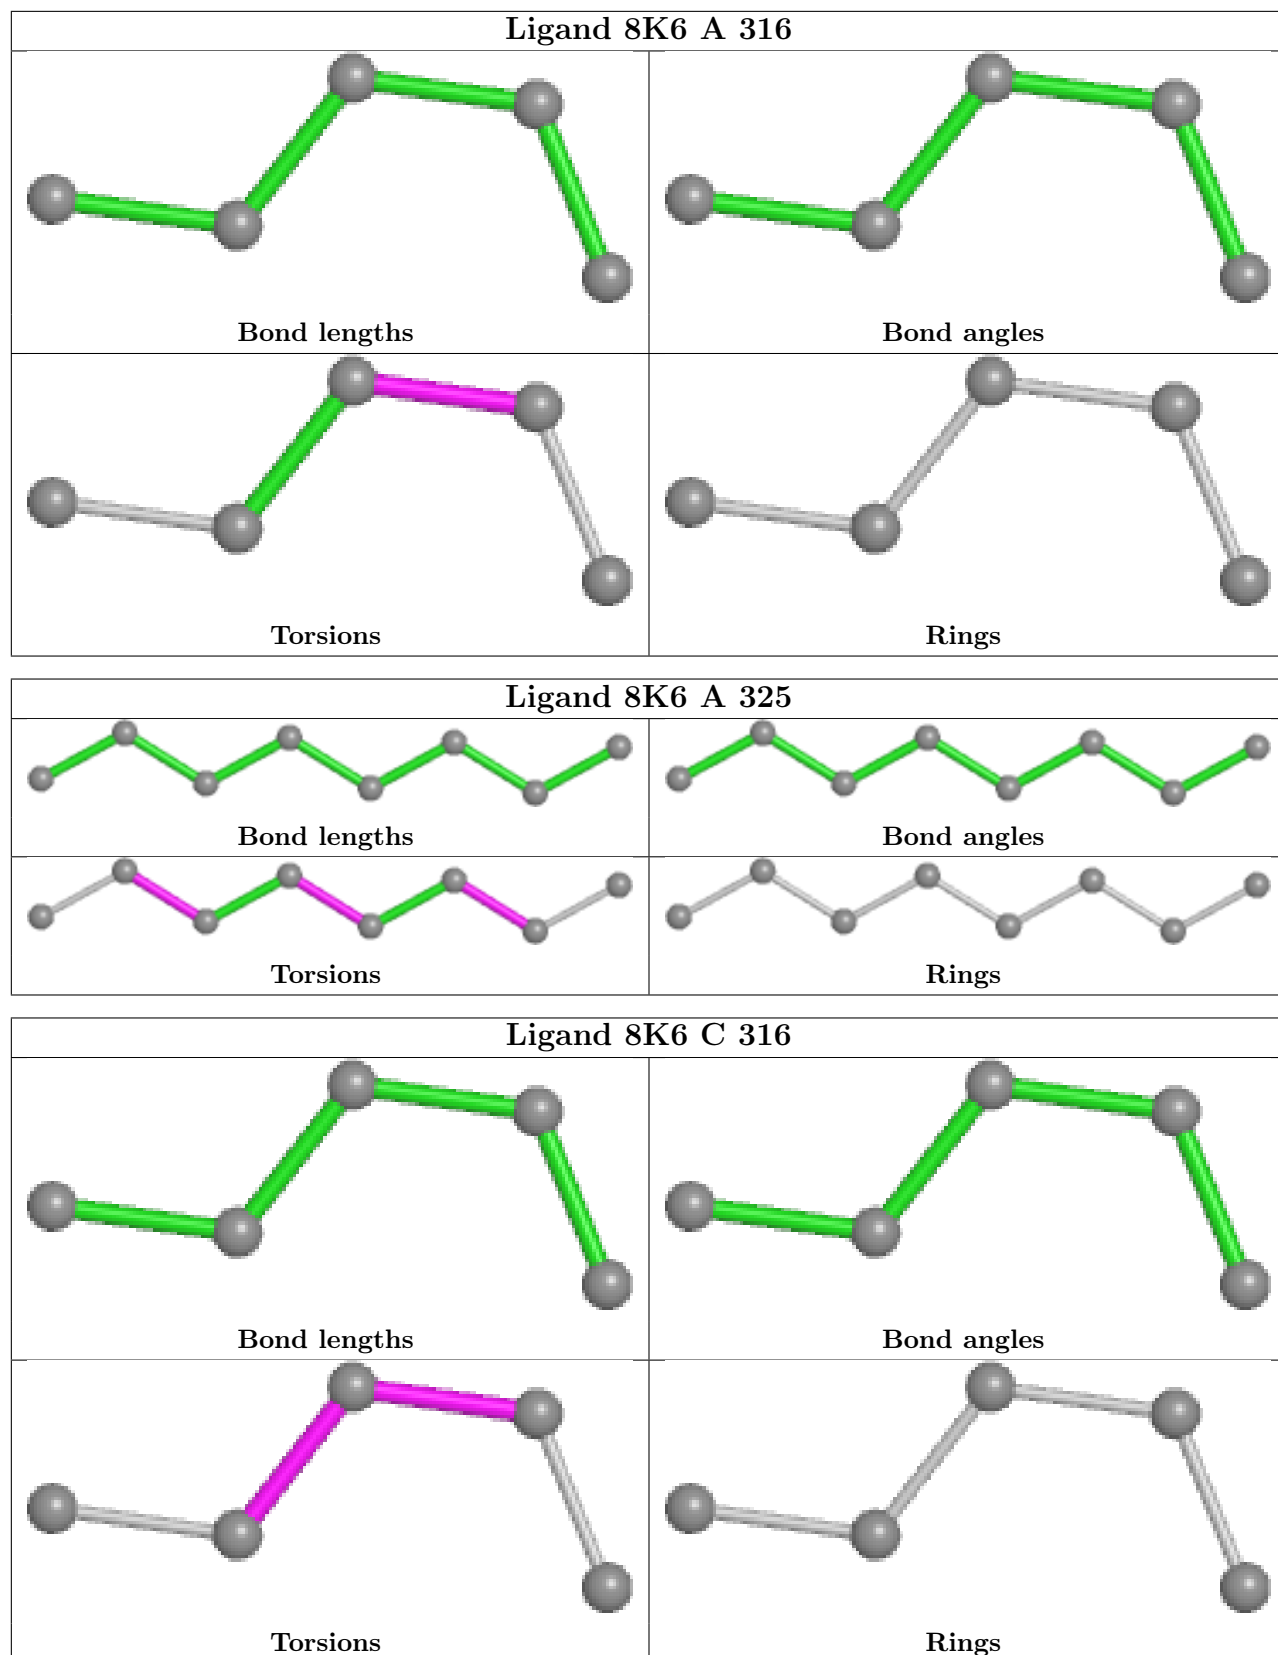 Ligand 8K6 A 316
Bond lengths
Bond angles
Torsions
Rings
Ligand 8K6 A 325
Bond lengths
Bond angles
Torsions
Rings
Ligand 8K6 C 316
Bond lengths
Bond angles
Torsions
Rings